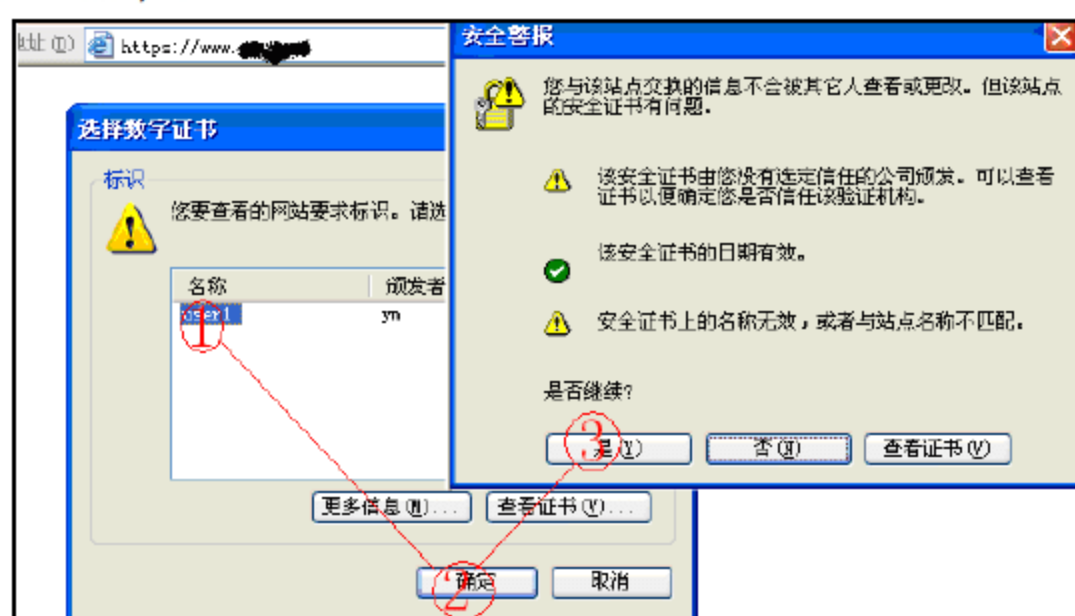 地址(D) https://www.
安全警报
您与该站点交换的信息不会被其它人查看或更改。但该站点
的安全证书有问题。
该安全证书由您没有选定信任的公司颁发。可以查看
证书以便确定您是否信任该验证机构。
该安全证书的日期有效。
安全证书上的名称无效，或者与站点名称不匹配。
是否继续?
是(Y) 否(N) 查看证书(V)
选择数字证书
标识
您要查看的网站要求标识。请选
名称 颁发者
user1 yn
更多信息(M)... 查看证书(V)...
确定 取消
1
2
3